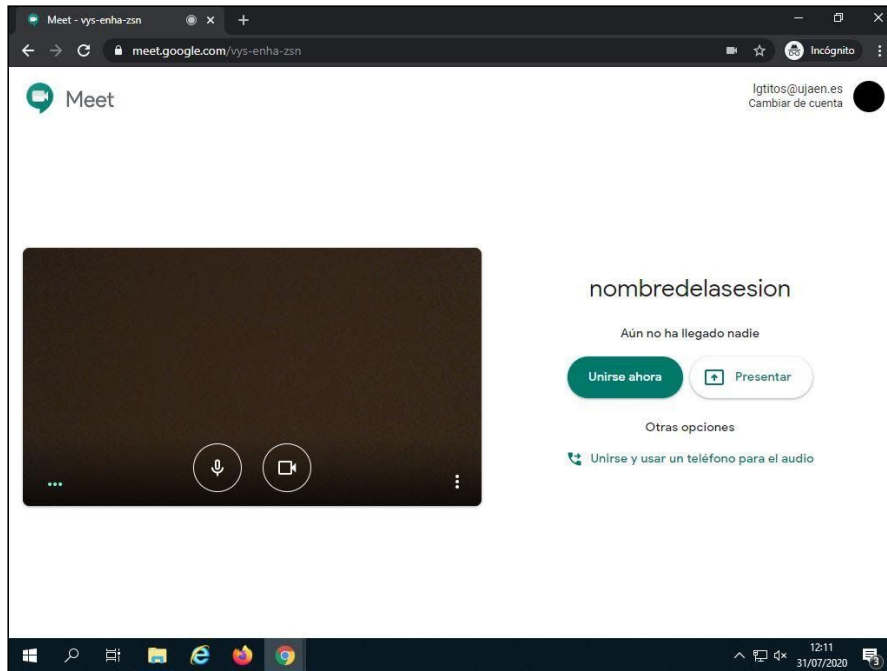 Meet - vys-enha-zsn
meet.google.com/vys-enha-zsn
Incógnito
Meet
lgtitos@ujaen.es
Cambiar de cuenta
nombredelasesion
Aún no ha llegado nadie
Unirse ahora
Presentar
Otras opciones
Unirse y usar un teléfono para el audio
12:11
31/07/2020
3